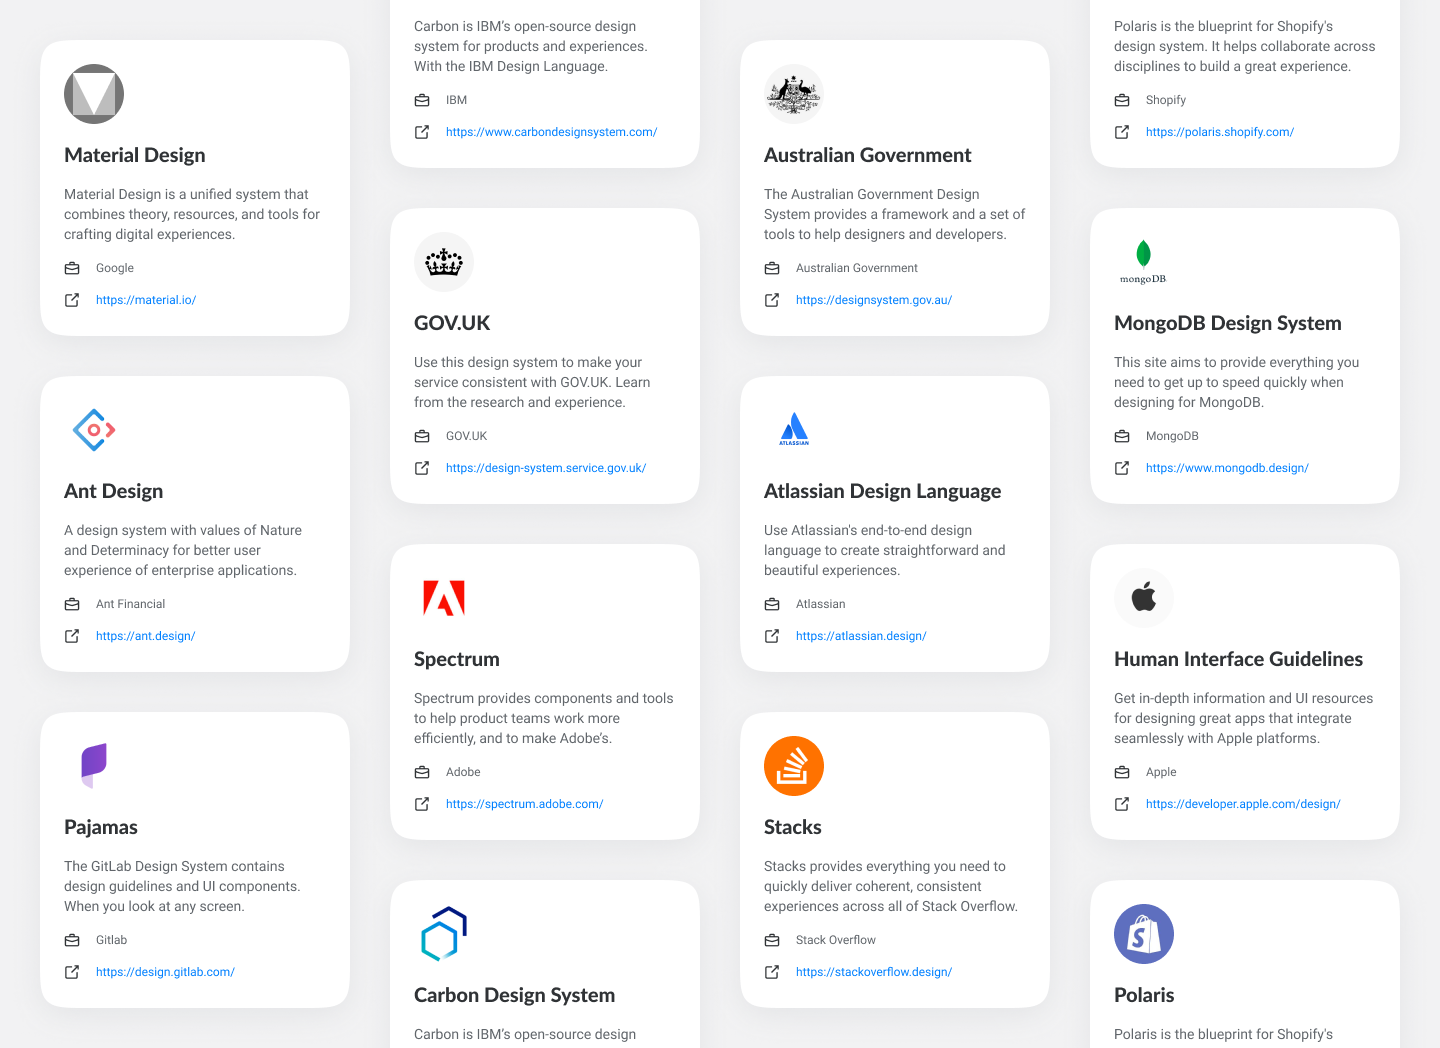 Material Design
Material Design is a unified system that
combines theory, resources, and tools for
crafting digital experiences.
Google
https://material.io/
Ant Design
A design system with values of Nature
and Determinacy for better user
experience of enterprise applications.
Ant Financial
https://ant.design/
Pajamas
The GitLab Design System contains
design guidelines and UI components.
When you look at any screen.
Gitlab
https://design.gitlab.com/
Carbon is IBM's open-source design
system for products and experiences.
With the IBM Design Language.
IBM
https://www.carbondesignsystem.com/
GOV.UK
Use this design system to make your
service consistent with GOV.UK. Learn
from the research and experience.
GOV.UK
https://design-system.service.gov.uk/
Spectrum
Spectrum provides components and tools
to help product teams work more
efficiently, and to make Adobe's.
Adobe
https://spectrum.adobe.com/
Carbon Design System
Carbon is IBM's open-source design
Australian Government
The Australian Government Design
System provides a framework and a set of
tools to help designers and developers.
Australian Government
https://designsystem.gov.au/
ATLASSIAN
Atlassian Design Language
Use Atlassian's end-to-end design
language to create straightforward and
beautiful experiences.
Atlassian
https://atlassian.design/
Stacks
Stacks provides everything you need to
quickly deliver coherent, consistent
experiences across all of Stack Overflow.
Stack Overflow
https://stackoverflow.design/
Polaris is the blueprint for Shopify's
design system. It helps collaborate across
disciplines to build a great experience.
Shopify
https://polaris.shopify.com/
mongoDB
MongoDB Design System
This site aims to provide everything you
need to get up to speed quickly when
designing for MongoDB.
MongoDB
https://www.mongodb.design/
Human Interface Guidelines
Get in-depth information and UI resources
for designing great apps that integrate
seamlessly with Apple platforms.
Apple
https://developer.apple.com/design/
S
Polaris
Polaris is the blueprint for Shopify's